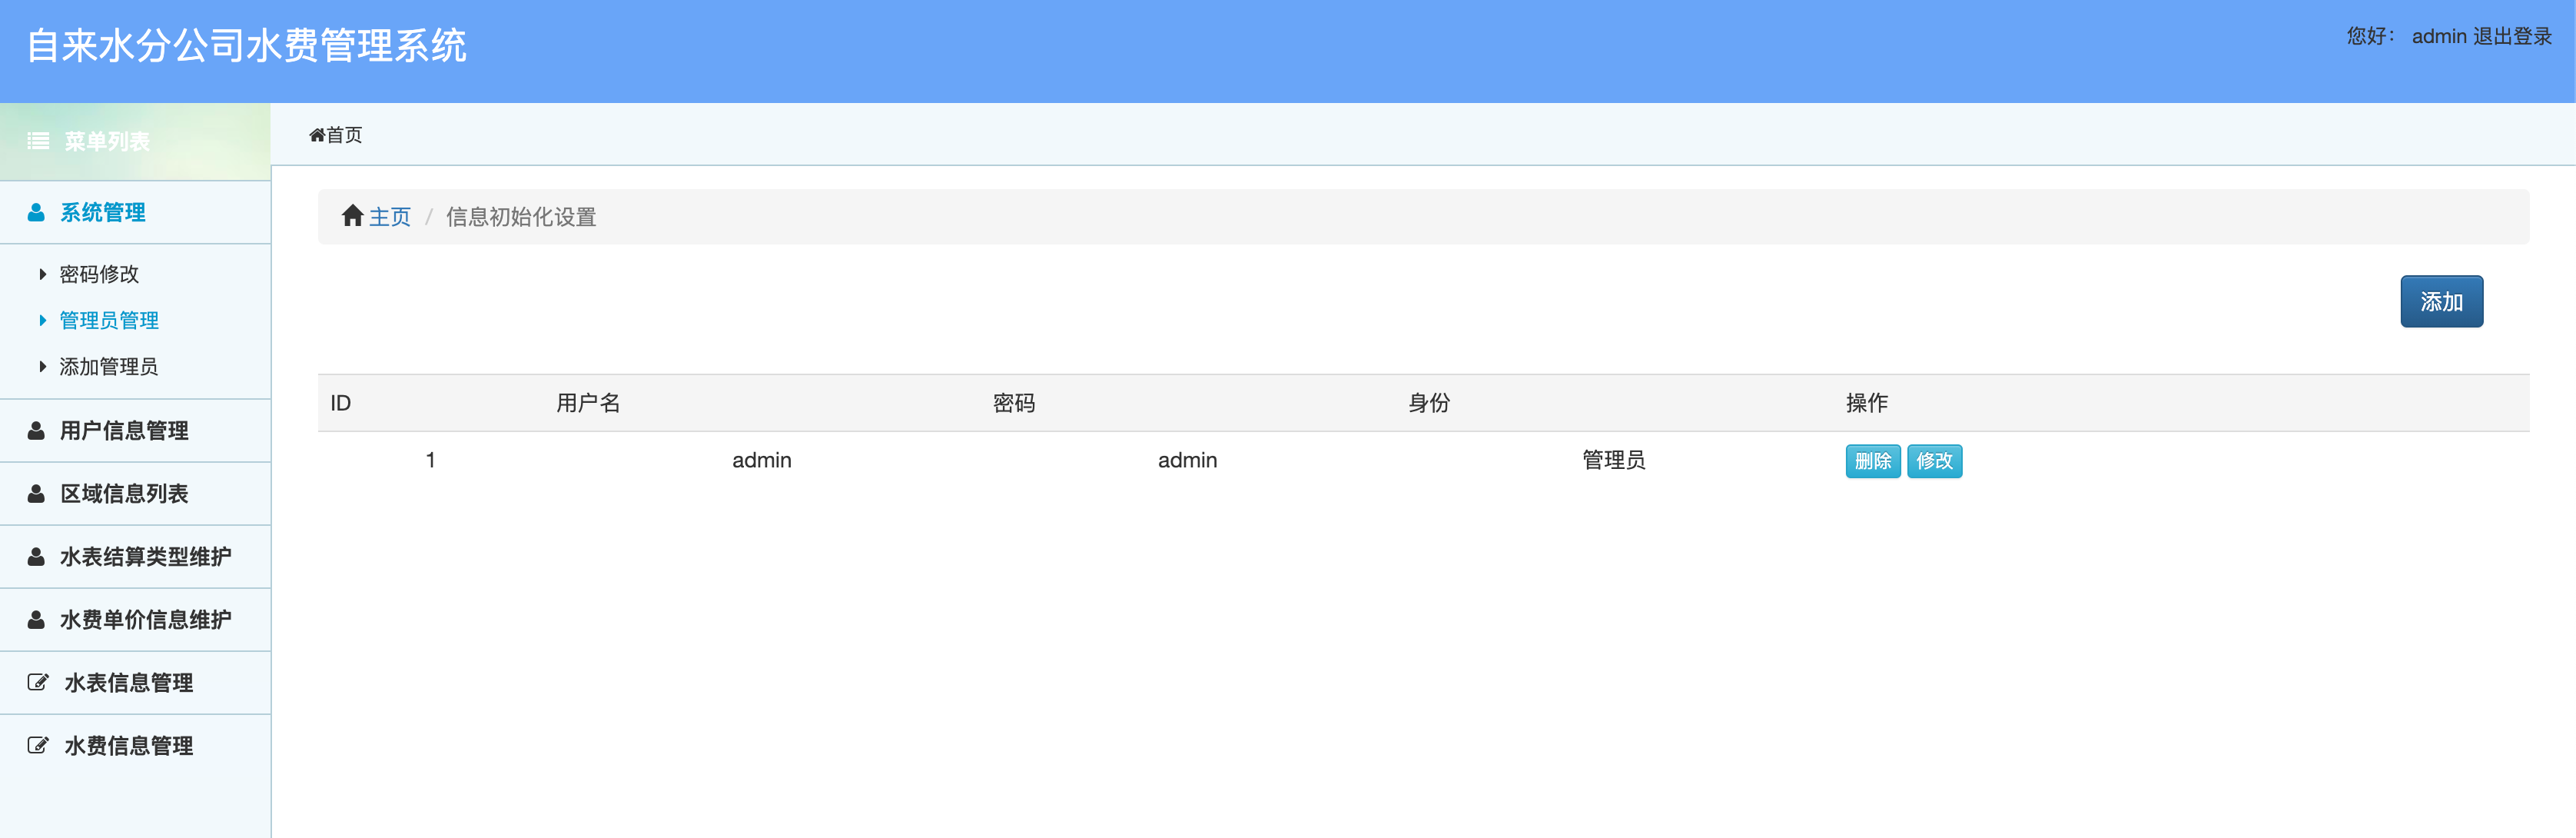 自来水分公司水费管理系统
您好： admin 退出登录
菜单列表
首页
系统管理
密码修改
管理员管理
添加管理员
用户信息管理
区域信息列表
水表结算类型维护
水费单价信息维护
水表信息管理
水费信息管理
主页 / 信息初始化设置
添加
ID 用户名 密码 身份 操作
1 admin admin 管理员 删除 修改